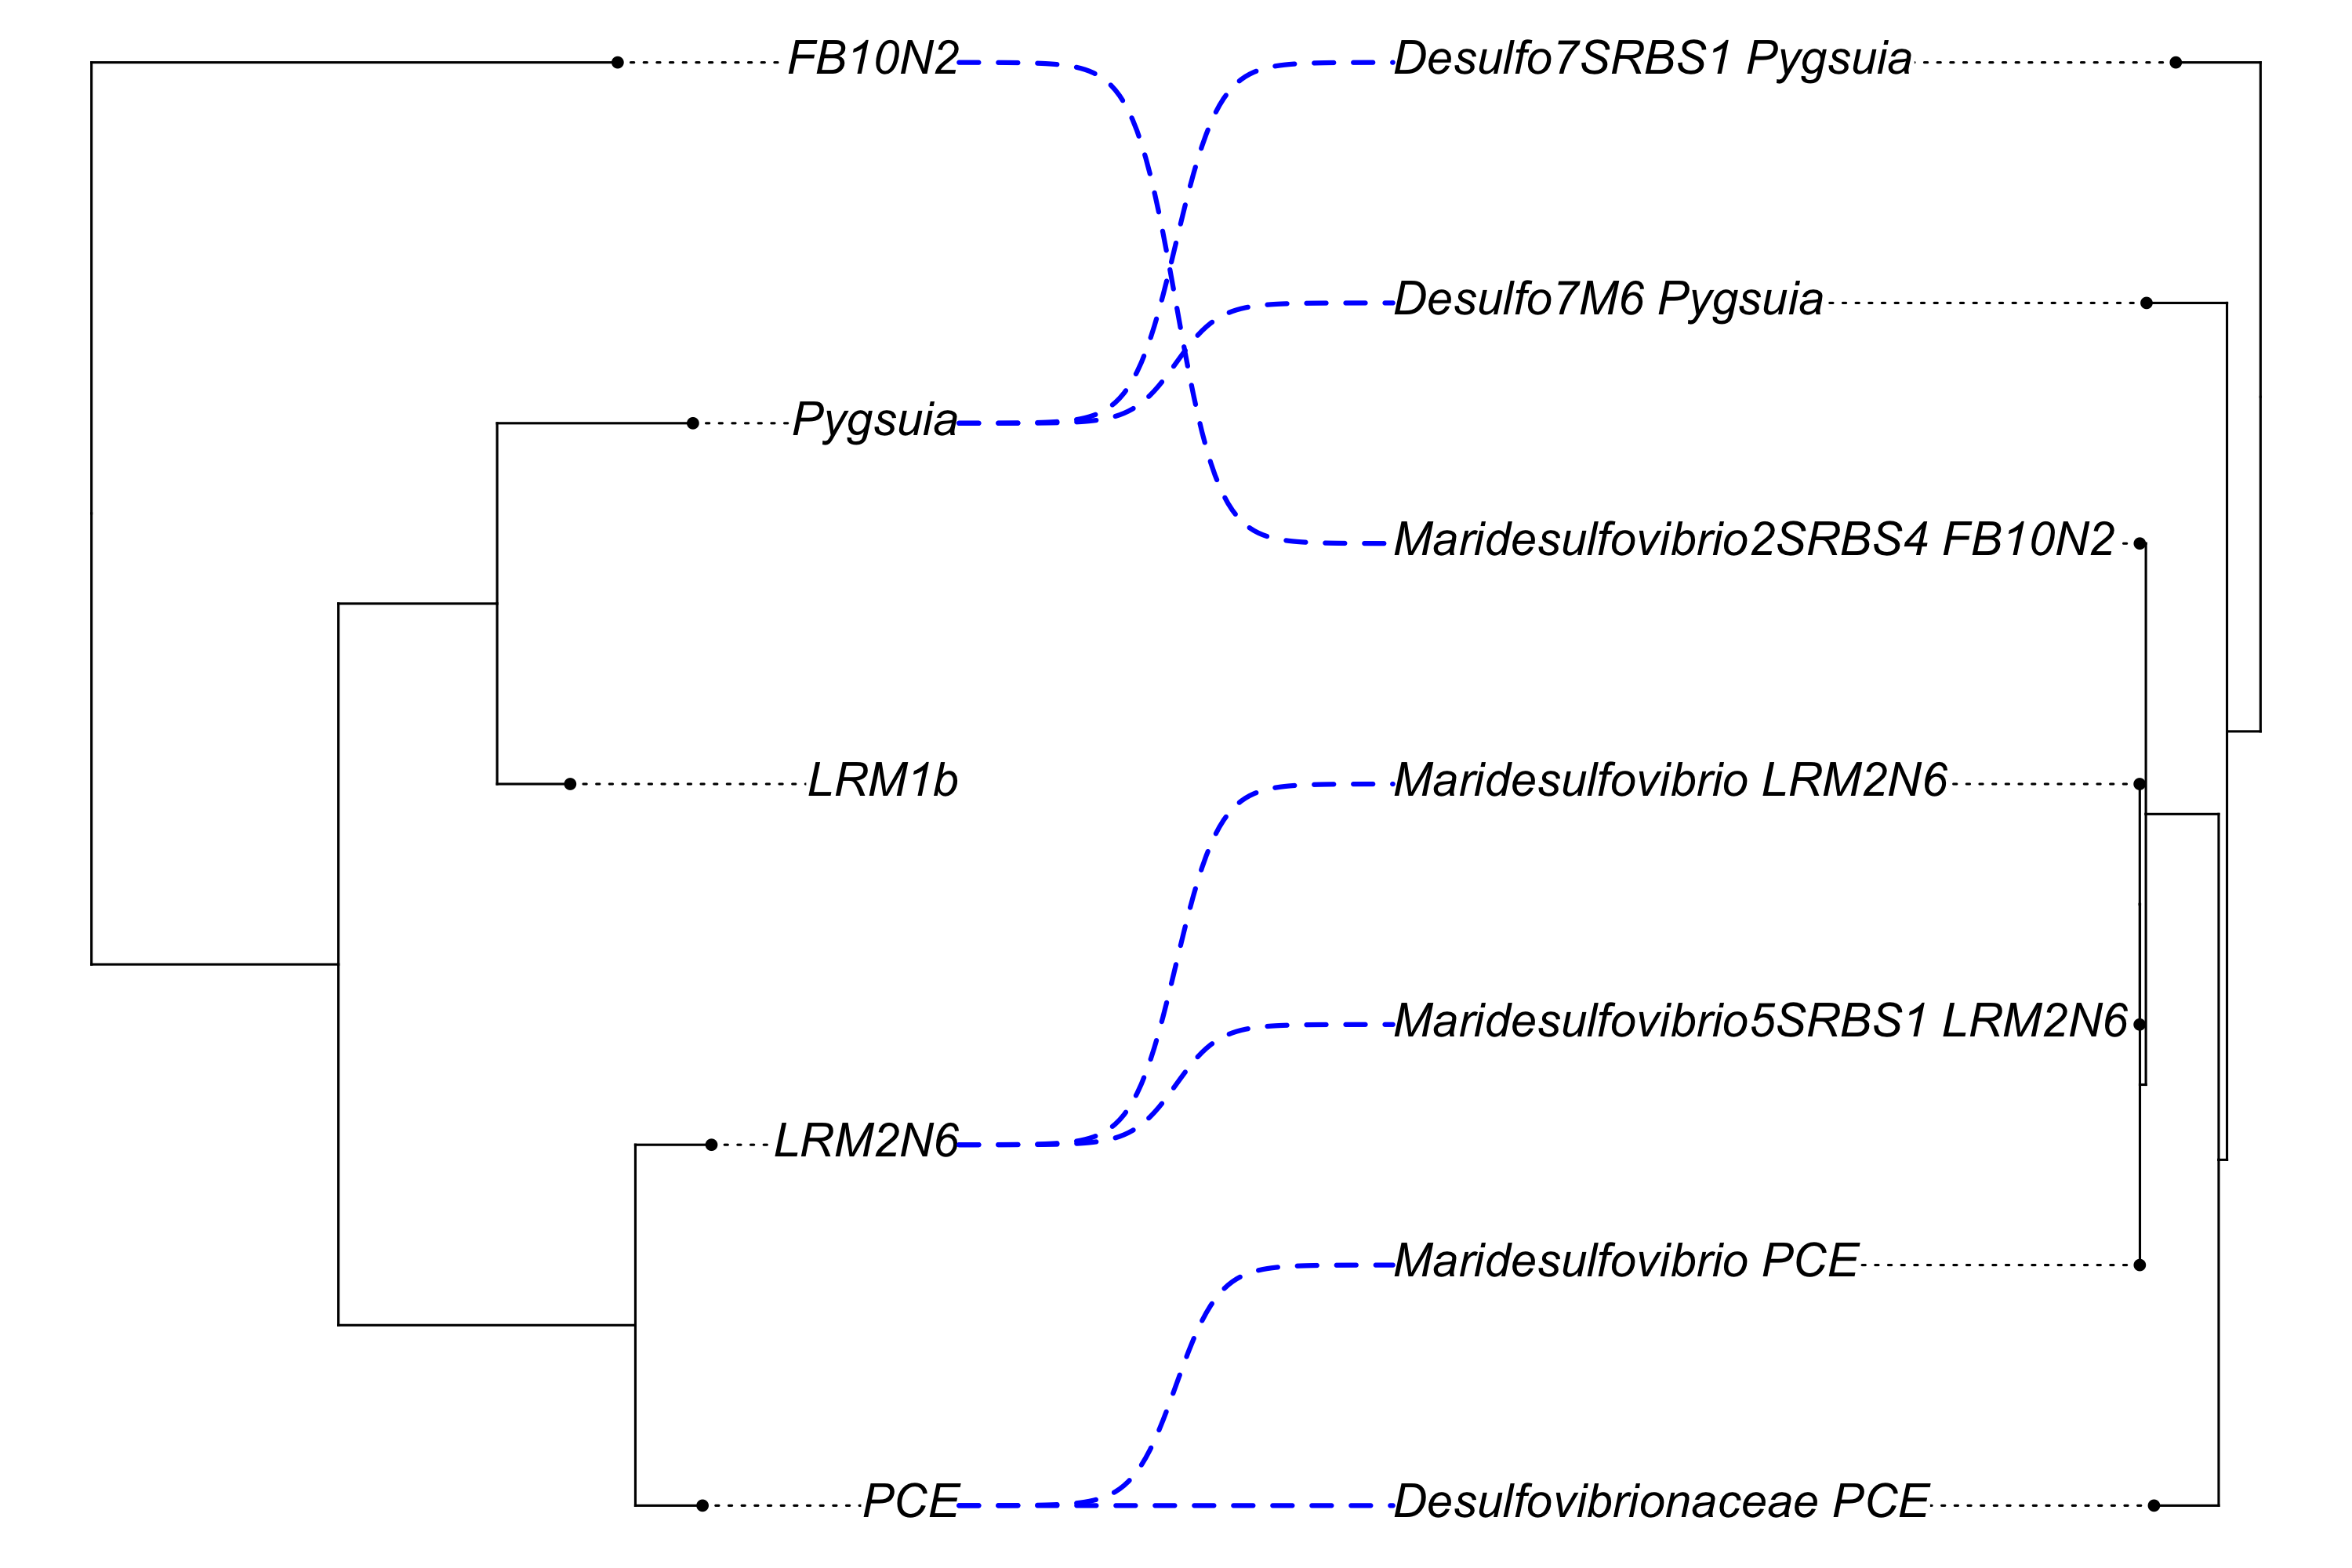 FB10N2
Pygsuia
LRM1b
LRM2N6
PCE
Desulfo7SRBS1 Pygsuia
Desulfo7M6 Pygsuia
Maridesulfovibrio2SRBS4 FB10N2
Maridesulfovibrio LRM2N6
Maridesulfovibrio5SRBS1 LRM2N6
Maridesulfovibrio PCE
Desulfovibrionaceae PCE